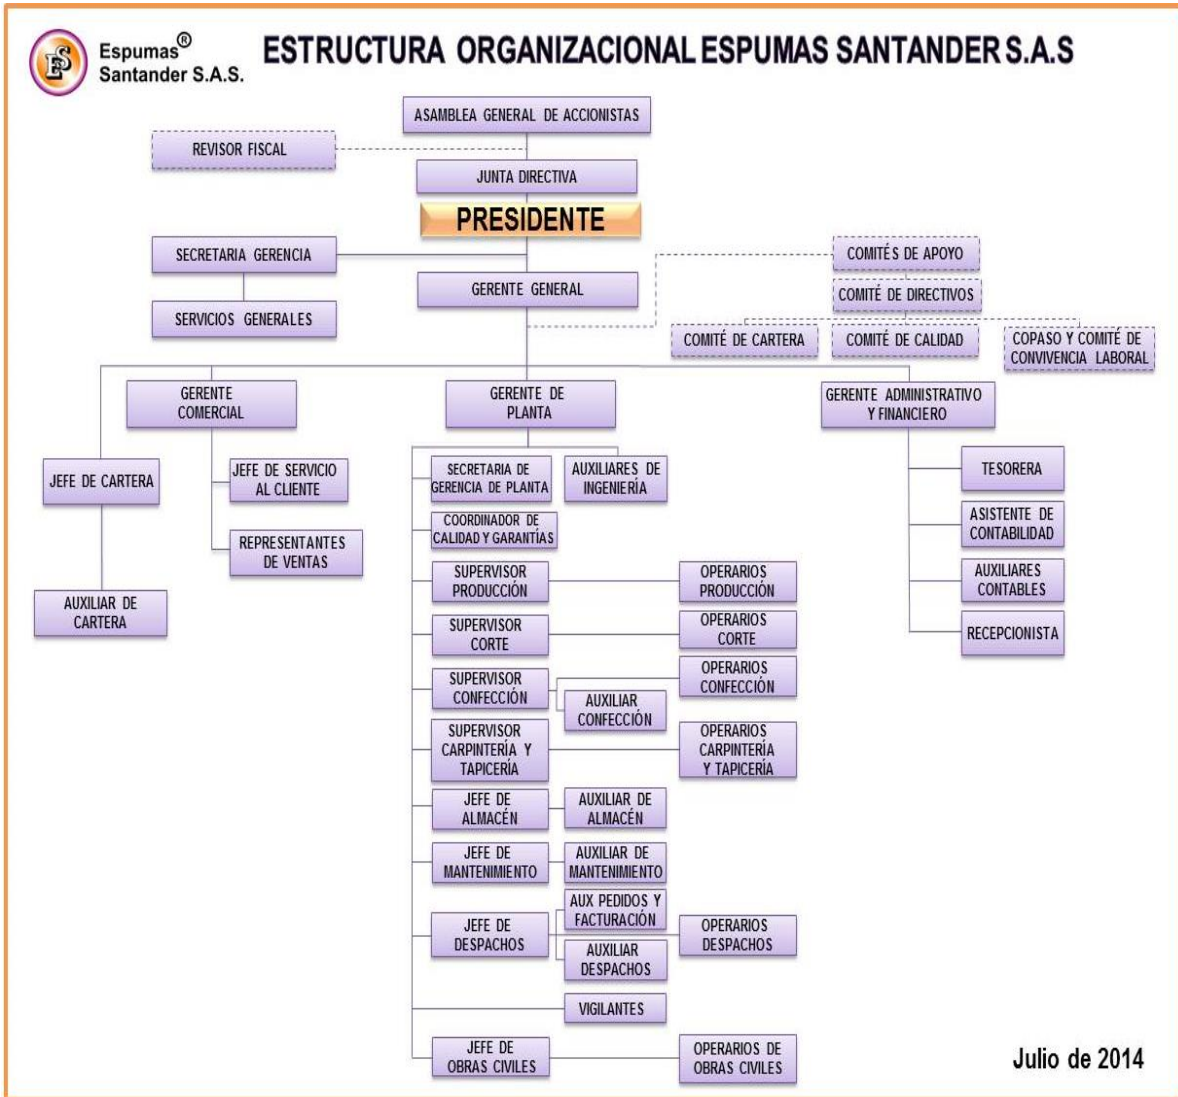 Espumas®
Santander S.A.S.
ESTRUCTURA ORGANIZACIONAL ESPUMAS SANTANDER S.A.S
ASAMBLEA GENERAL DE ACCIONISTAS
REVISOR FISCAL
JUNTA DIRECTIVA
PRESIDENTE
SECRETARIA GERENCIA
COMITÉS DE APOYO
GERENTE GENERAL
COMITÉ DE DIRECTIVOS
SERVICIOS GENERALES
COMITÉ DE CARTERA
COMITÉ DE CALIDAD
COPASO Y COMITÉ DE
CONVIVENCIA LABORAL
GERENTE
COMERCIAL
GERENTE DE
PLANTA
GERENTE ADMINISTRATIVO
Y FINANCIERO
JEFE DE CARTERA
JEFE DE SERVICIO
AL CLIENTE
REPRESENTANTES
DE VENTAS
AUXILIAR DE
CARTERA
SECRETARIA DE
GERENCIA DE PLANTA
AUXILIARES DE
INGENIERÍA
COORDINADOR DE
CALIDAD Y GARANTÍAS
SUPERVISOR
PRODUCCIÓN
OPERARIOS
PRODUCCIÓN
SUPERVISOR
CORTE
OPERARIOS
CORTE
SUPERVISOR
CONFECCIÓN
AUXILIAR
CONFECCIÓN
OPERARIOS
CONFECCIÓN
SUPERVISOR
CARPINTERÍA Y
TAPICERÍA
OPERARIOS
CARPINTERÍA
Y TAPICERÍA
JEFE DE
ALMACÉN
AUXILIAR DE
ALMACÉN
JEFE DE
MANTENIMIENTO
AUXILIAR DE
MANTENIMIENTO
JEFE DE
DESPACHOS
AUX PEDIDOS Y
FACTURACIÓN
AUXILIAR
DESPACHOS
OPERARIOS
DESPACHOS
VIGILANTES
JEFE DE
OBRAS CIVILES
OPERARIOS DE
OBRAS CIVILES
TESORERA
ASISTENTE DE
CONTABILIDAD
AUXILIARES
CONTABLES
RECEPCIONISTA
Julio de 2014